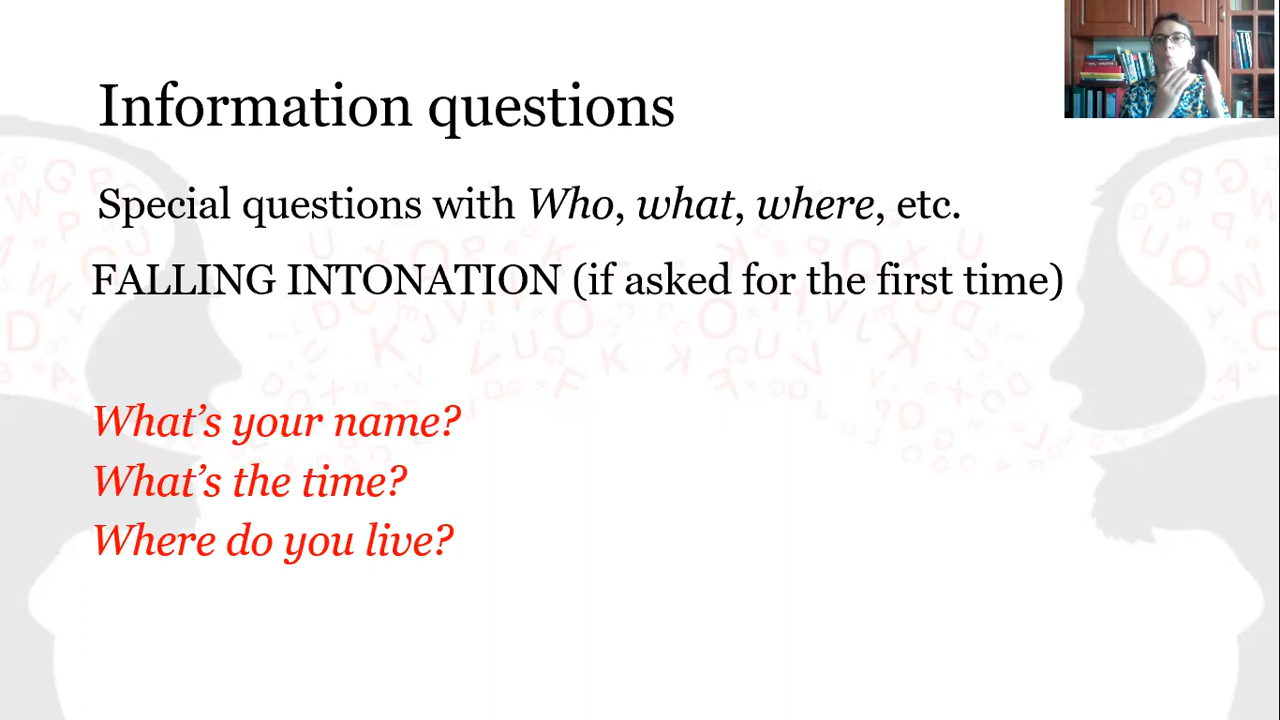 Information questions
Special questions with Who, what, where, etc.
FALLING INTONATION (if asked for the first time)
What’s your name?
What’s the time?
Where do you live?